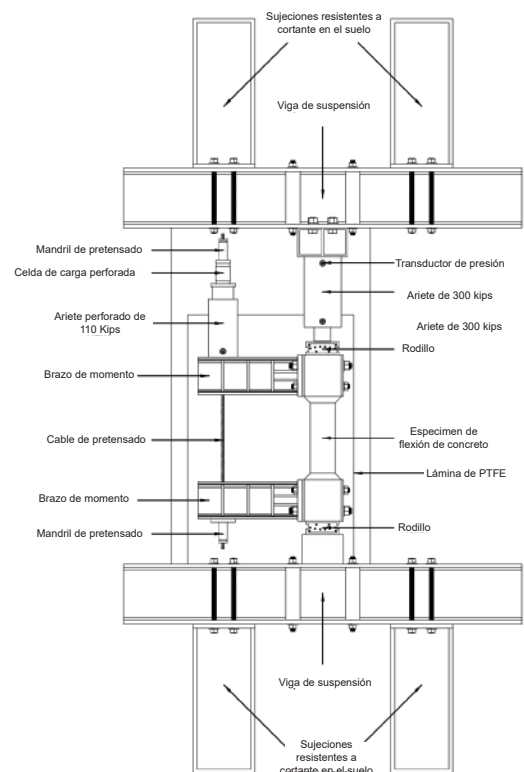 Sujeciones resistentes a
cortante en el suelo
Viga de suspensión
Mandril de pretensado
Celda de carga perforada
Ariete perforado de
110 Kips
Brazo de momento
Cable de pretensado
Brazo de momento
Mandril de pretensado
Transductor de presión
Ariete de 300 kips
Ariete de 300 kips
Rodillo
Especimen de
flexión de concreto
Lámina de PTFE
Rodillo
Viga de suspensión
Sujeciones
resistentes a
cortante en el suelo